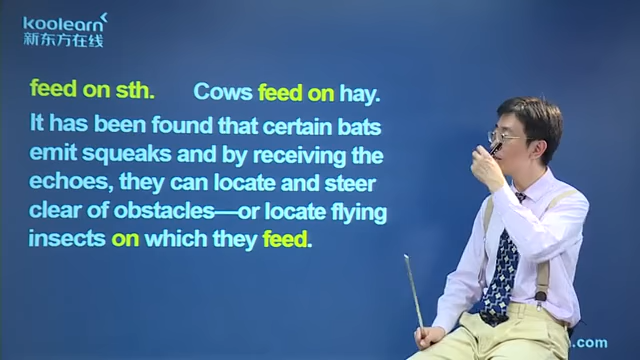 koolearn
新东方在线
feed on sth. Cows feed on hay.
It has been found that certain bats
emit squeaks and by receiving the
echoes, they can locate and steer
clear of obstacles—or locate flying
insects on which they feed.
.com